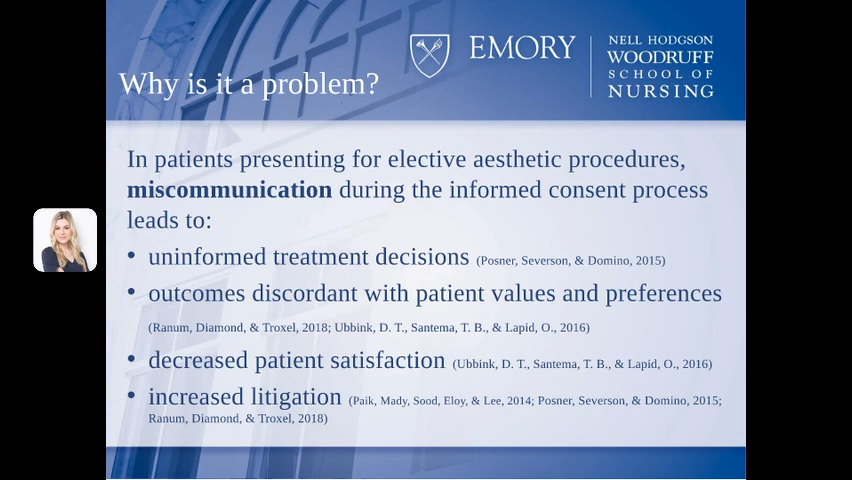 EMORY
NELL HODGSON
WOODRUFF
SCHOOL OF
NURSING
Why is it a problem?
In patients presenting for elective aesthetic procedures,
miscommunication during the informed consent process
leads to:
• uninformed treatment decisions (Posner, Severson, & Domino, 2015)
• outcomes discordant with patient values and preferences
(Ranum, Diamond, & Troxel, 2018; Ubbink, D. T., Santema, T. B., & Lapid, O., 2016)
• decreased patient satisfaction (Ubbink, D. T., Santema, T. B., & Lapid, O., 2016)
• increased litigation (Paik, Mady, Sood, Eloy, & Lee, 2014; Posner, Severson, & Domino, 2015;
Ranum, Diamond, & Troxel, 2018)